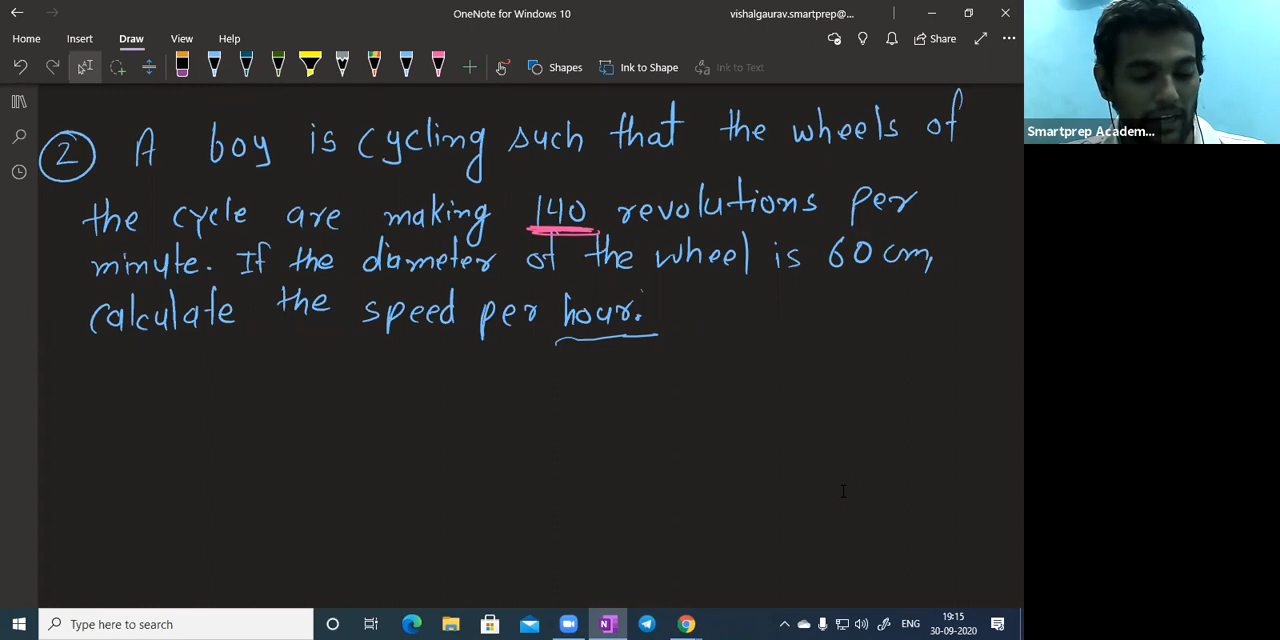 OneNote for Windows 10
vishalgaurav.smartprep@...
Home Insert Draw View Help
Share
Shapes Ink to Shape Ink to Text
Smartprep Academ...
2 A boy is cycling such that the wheels of
the cycle are making 140 revolutions per
minute. If the diameter of the wheel is 60 cm,
calculate the speed per hour.
Type here to search
ENG
19:15
30-09-2020